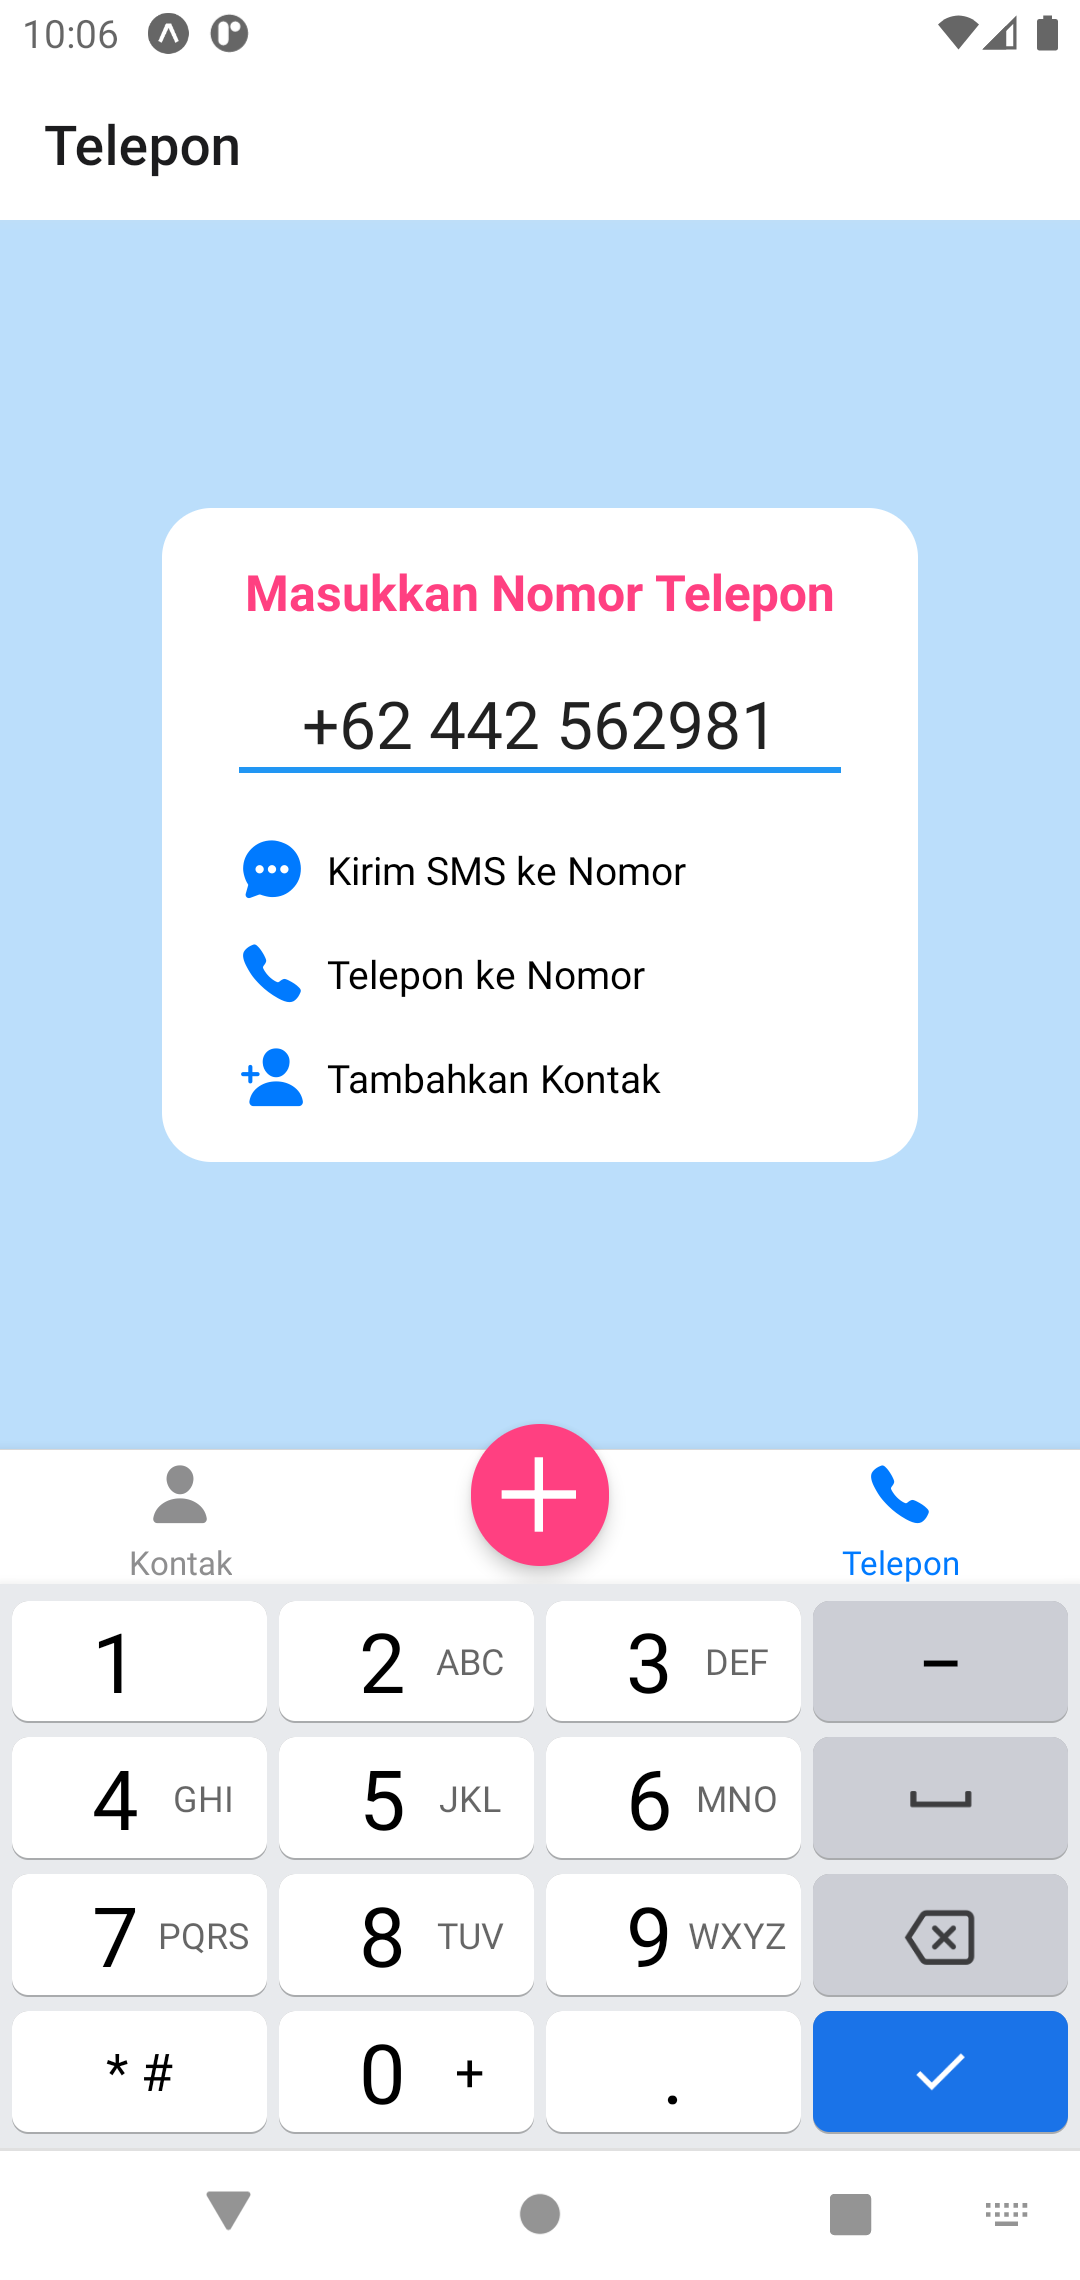 10:06
Telepon
Masukkan Nomor Telepon
+62 442 562981
Kirim SMS ke Nomor
Telepon ke Nomor
Tambahkan Kontak
Kontak
Telepon
1 2 ABC 3 DEF –
4 GHI 5 JKL 6 MNO
7 PQRS 8 TUV 9 WXYZ
* # 0 + .